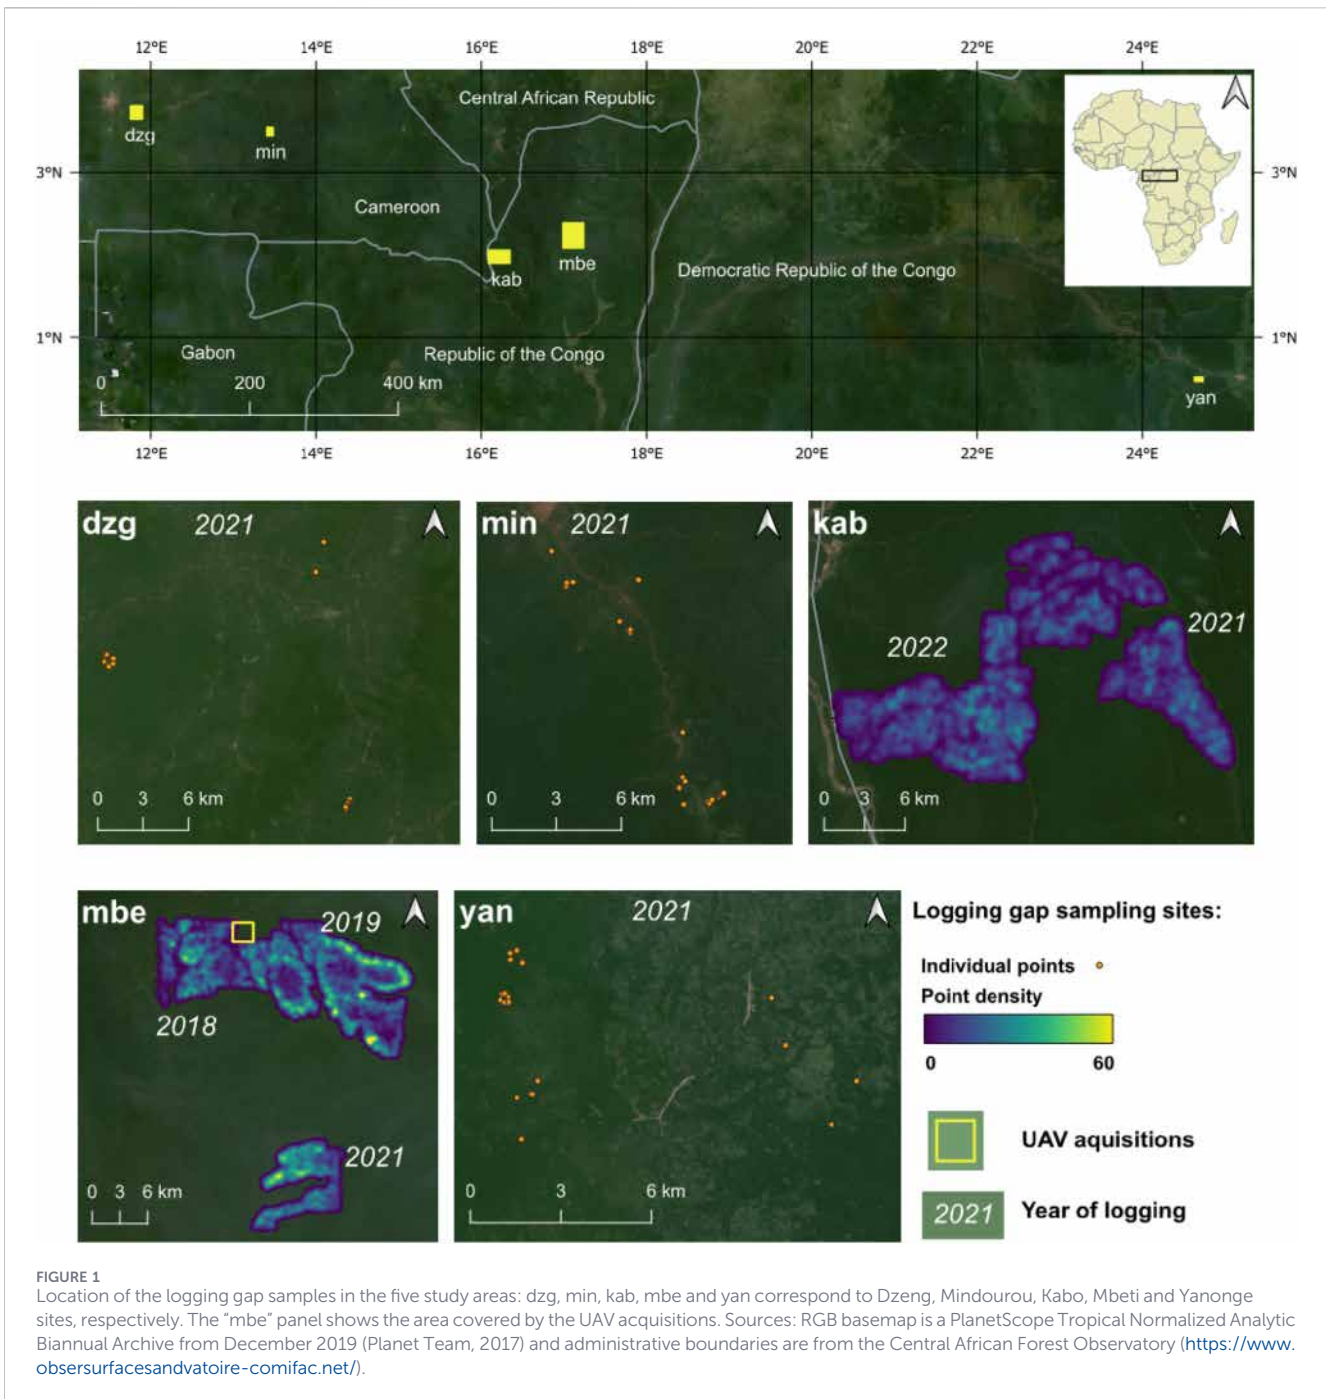 12°E 14°E 16°E 18°E 20°E 22°E 24°E
Central African Republic
dzg
min
3°N 3°N
Cameroon
mbe
kab
Democratic Republic of the Congo
1°N 1°N
Gabon
Republic of the Congo
0 200 400 km
yan
12°E 14°E 16°E 18°E 20°E 22°E 24°E
dzg 2021
0 3 6 km
min 2021
0 3 6 km
kab
2021
2022
0 3 6 km
mbe
2019
2018
2021
0 3 6 km
yan 2021
0 3 6 km
Logging gap sampling sites:
Individual points
Point density
0 60
UAV aquisitions
2021 Year of logging
FIGURE 1
Location of the logging gap samples in the five study areas: dzg, min, kab, mbe and yan correspond to Dzeng, Mindourou, Kabo, Mbeti and Yanonge
sites, respectively. The “mbe” panel shows the area covered by the UAV acquisitions. Sources: RGB basemap is a PlanetScope Tropical Normalized Analytic
Biannual Archive from December 2019 (Planet Team, 2017) and administrative boundaries are from the Central African Forest Observatory (https://www.
obsersurfacesandvatoire-comifac.net/).